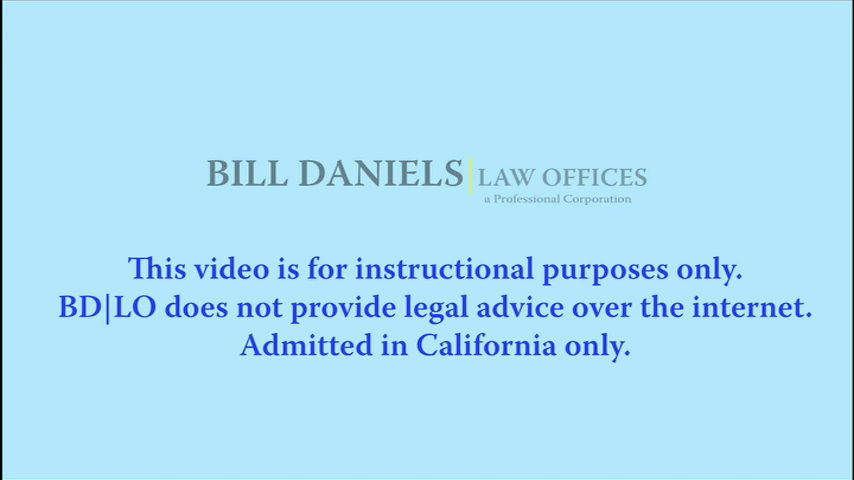 BILL DANIELS|LAW OFFICES
a Professional Corporation
This video is for instructional purposes only.
BD|LO does not provide legal advice over the internet.
Admitted in California only.